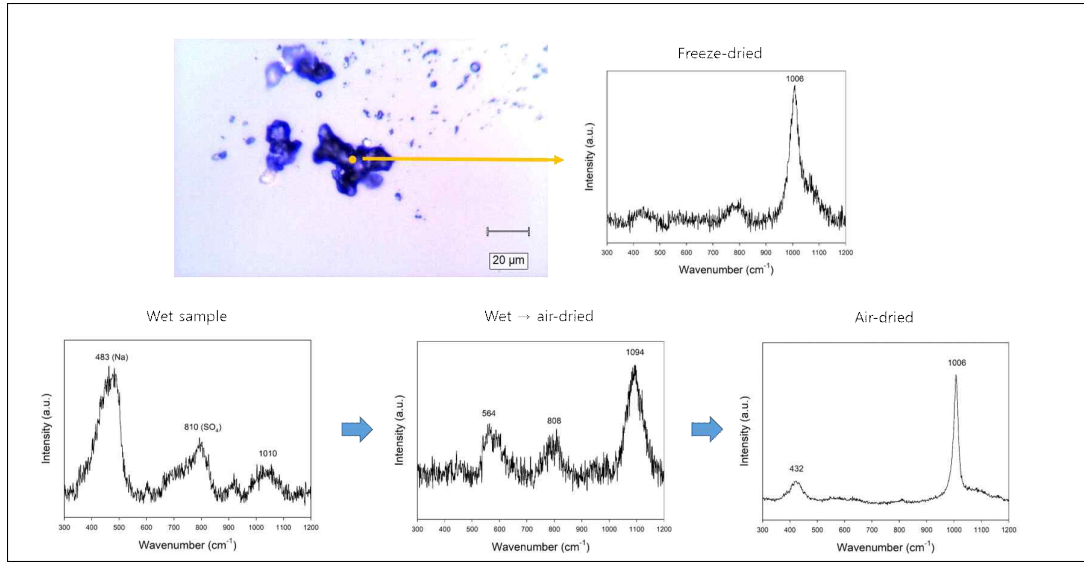 Freeze-dried
1006
Intensity (a.u.)
300 400 500 600 700 800 900 1000 1100 1200
Wavenumber (cm⁻¹)
20 µm
Wet sample
483 (Na)
810 (SO₄)
1010
Intensity (a.u.)
300 400 500 600 700 800 900 1000 1100 1200
Wavenumber (cm⁻¹)
Wet → air-dried
1094
564
808
Intensity (a.u.)
300 400 500 600 700 800 900 1000 1100 1200
Wavenumber (cm⁻¹)
Air-dried
1006
432
Intensity (a.u.)
300 400 500 600 700 800 900 1000 1100 1200
Wavenumber (cm⁻¹)